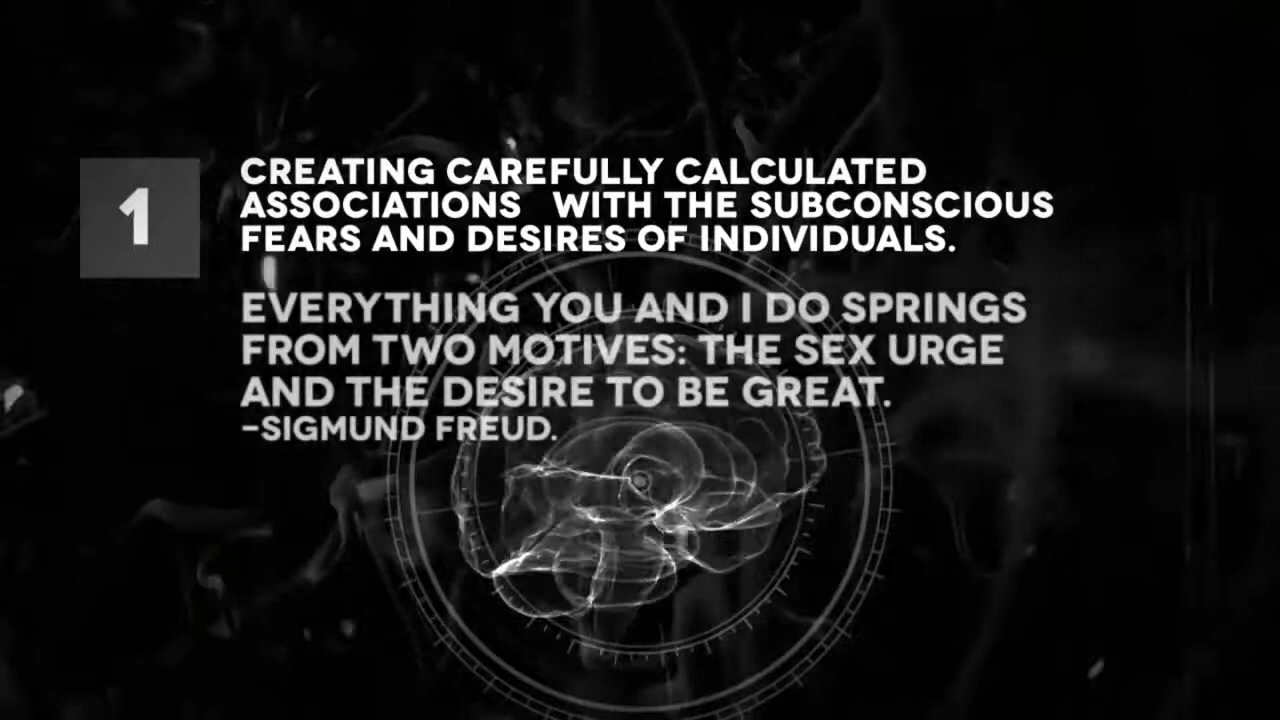 1
CREATING CAREFULLY CALCULATED
ASSOCIATIONS WITH THE SUBCONSCIOUS
FEARS AND DESIRES OF INDIVIDUALS.
EVERYTHING YOU AND I DO SPRINGS
FROM TWO MOTIVES: THE SEX URGE
AND THE DESIRE TO BE GREAT.
-SIGMUND FREUD.